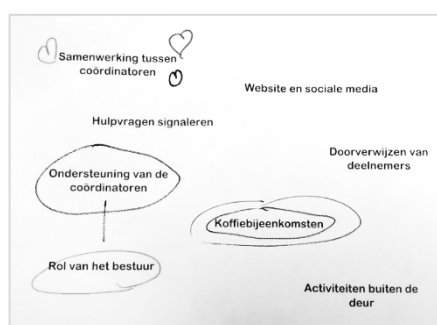 Samenwerking tussen
coördinatoren
Website en sociale media
Hulpvragen signaleren
Doorverwijzen van
deelnemers
Ondersteuning van de
coördinatoren
Koffiebijeenkomsten
Rol van het bestuur
Activiteiten buiten de
deur